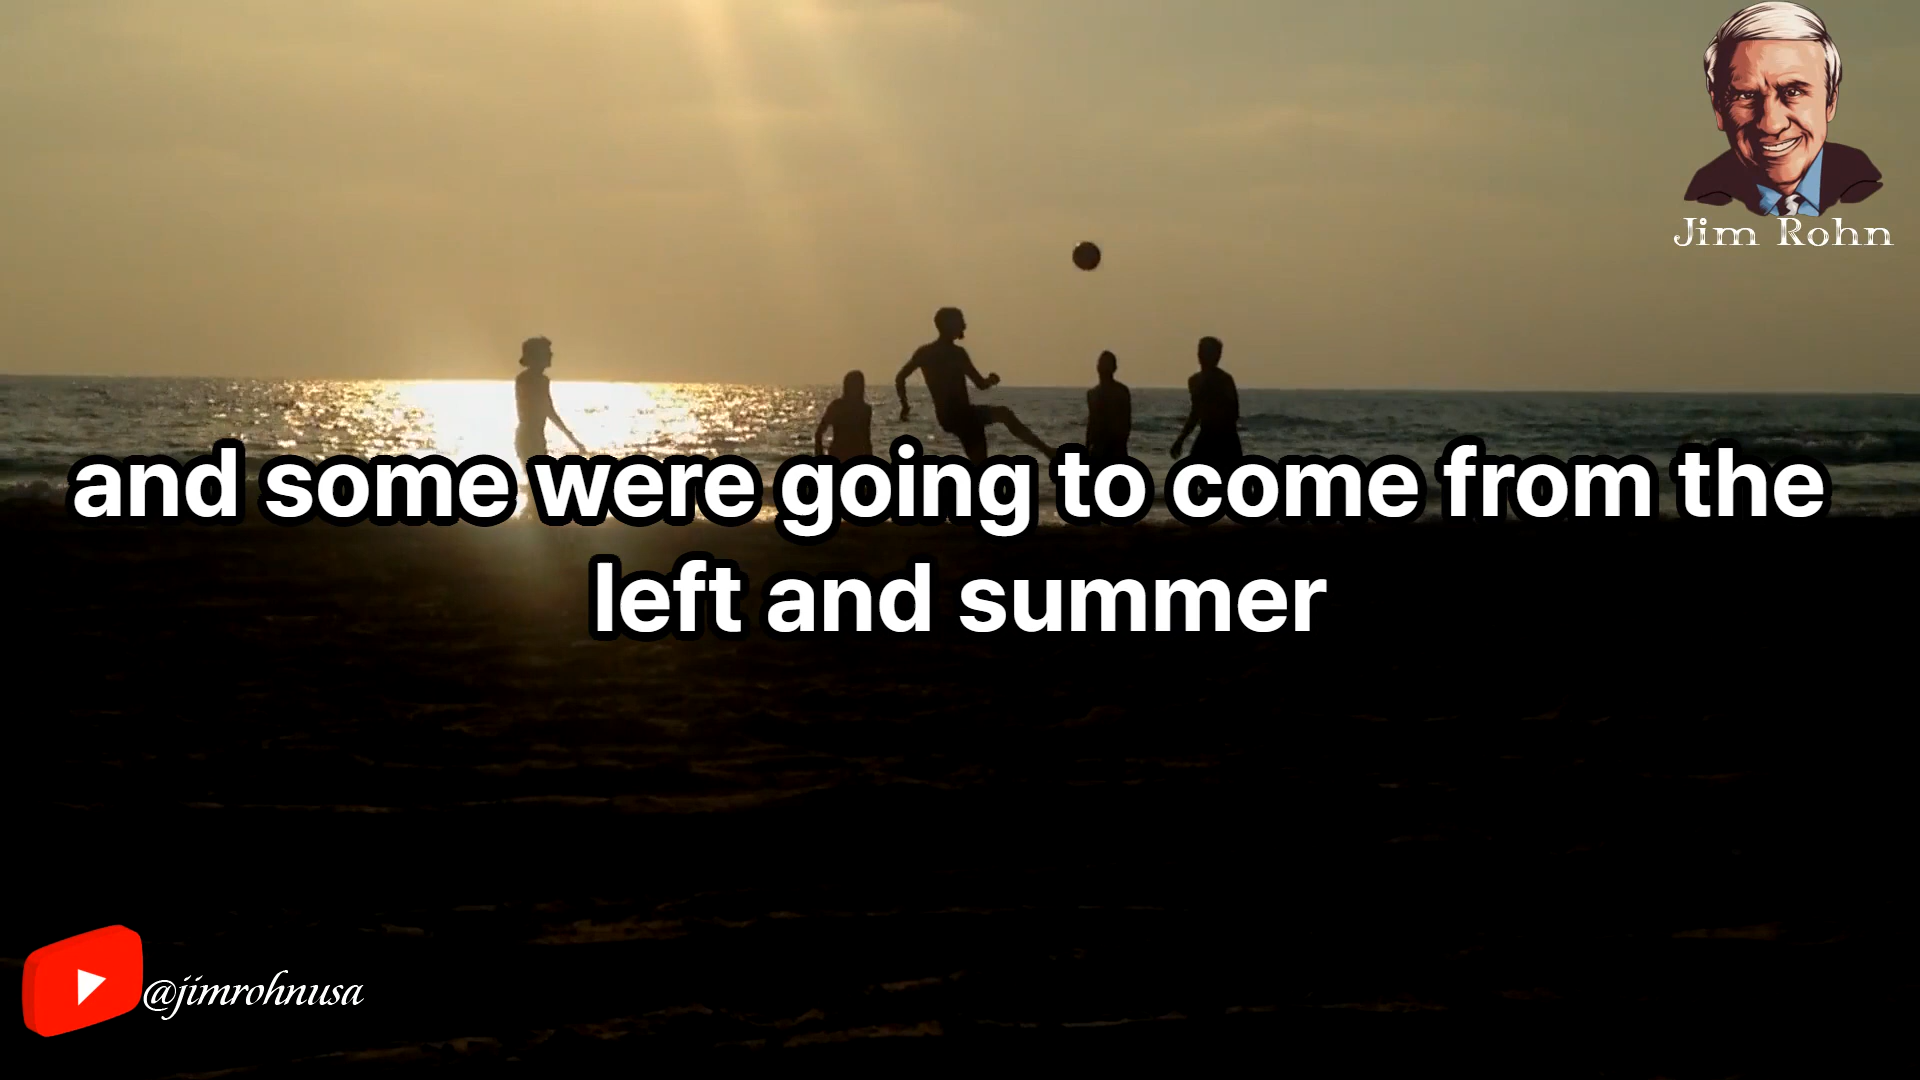 Jim Rohn
and some were going to come from the
left and summer
@jimrohnusa